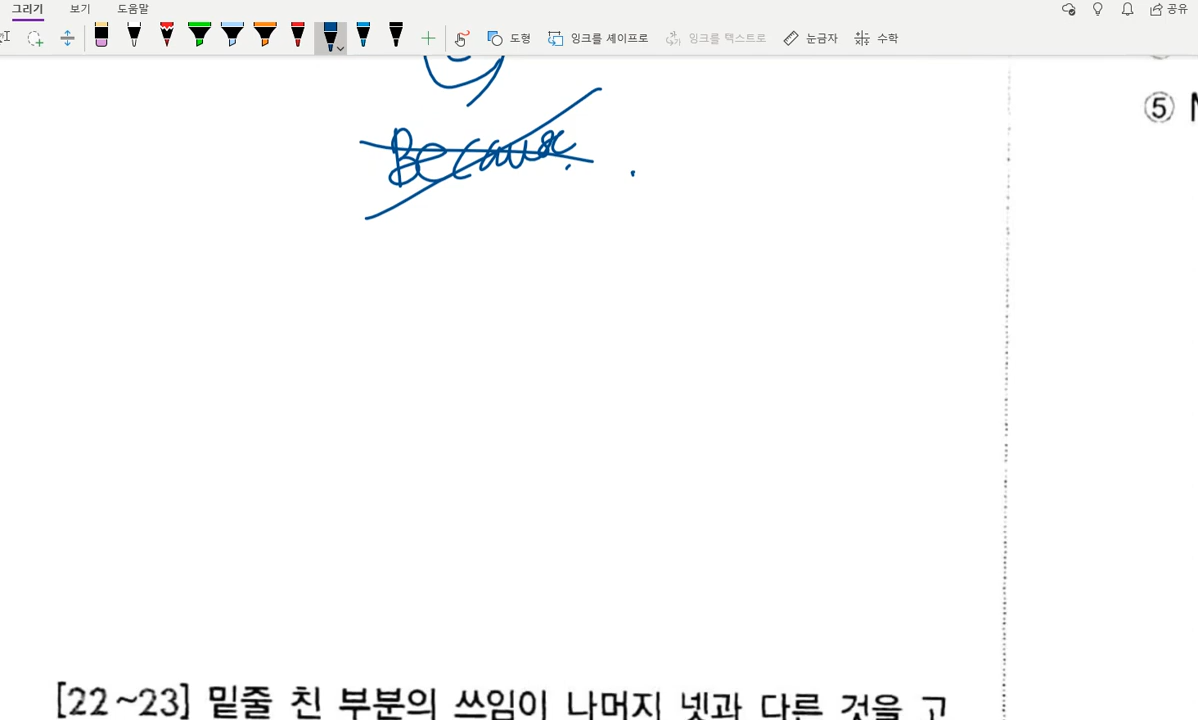 그리기 보기 도움말 공유
도형 잉크를 셰이프로 잉크를 텍스트로 눈금자 수학
⑤
Because.
[22~23] 밑줄 친 부분의 쓰임이 나머지 넷과 다른 것을 고